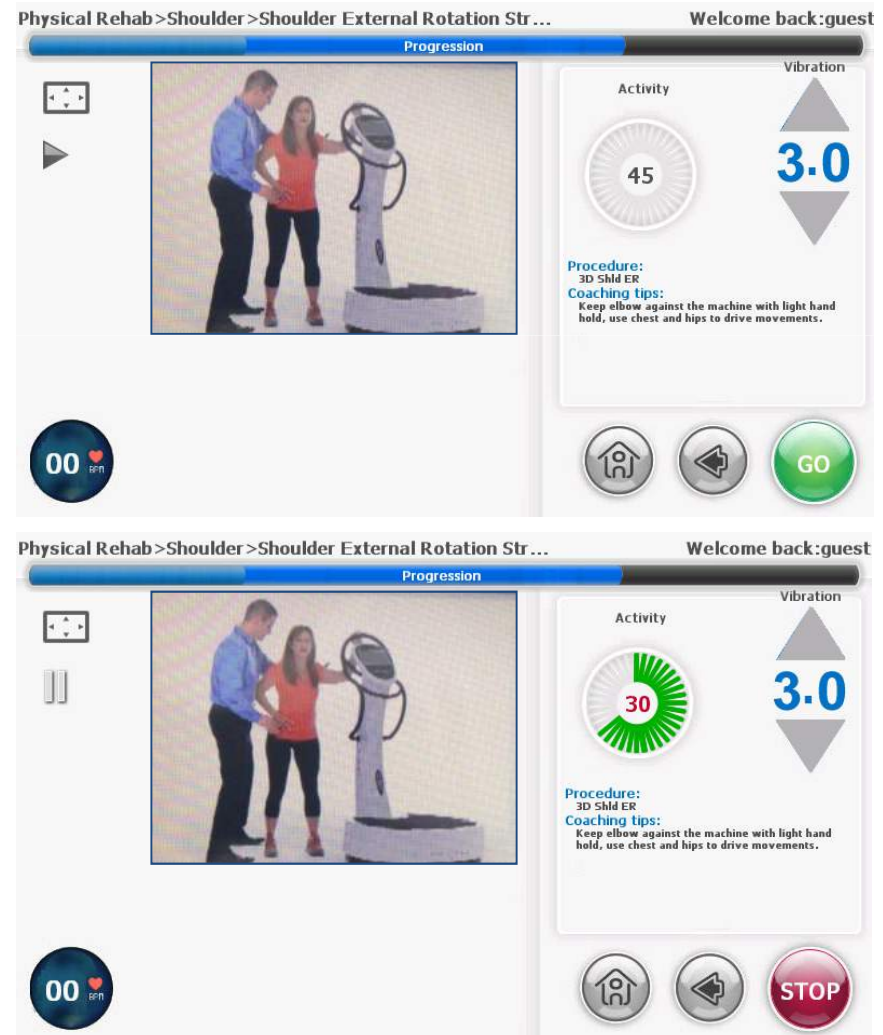 Physical Rehab>Shoulder>Shoulder External Rotation Str...
Welcome back:guest
Progression
Activity
Vibration
45
3.0
Procedure:
3D Shld ER
Coaching tips:
Keep elbow against the machine with light hand
hold, use chest and hips to drive movements.
00 BPM
GO
Physical Rehab>Shoulder>Shoulder External Rotation Str...
Welcome back:guest
Progression
Activity
Vibration
30
3.0
Procedure:
3D Shld ER
Coaching tips:
Keep elbow against the machine with light hand
hold, use chest and hips to drive movements.
00 BPM
STOP